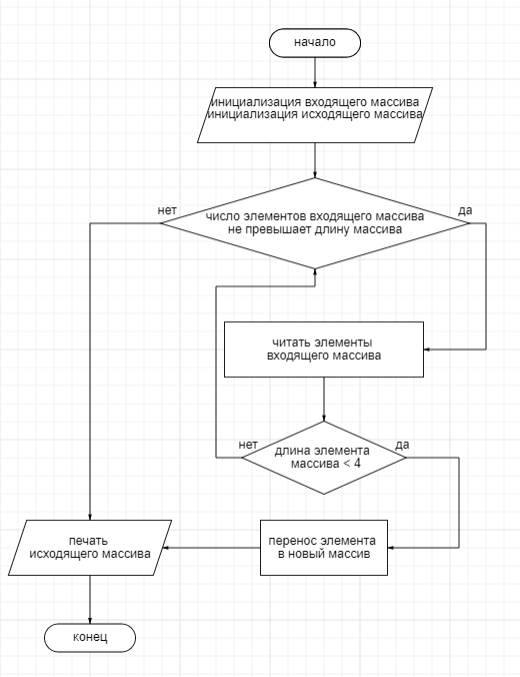 начало
инициализация входящего массива
инициализация исходящего массива
нет
да
число элементов входящего массива
не превышает длину массива
читать элементы
входящего массива
нет
да
длина элемента
массива < 4
печать
исходящего массива
перенос элемента
в новый массив
конец